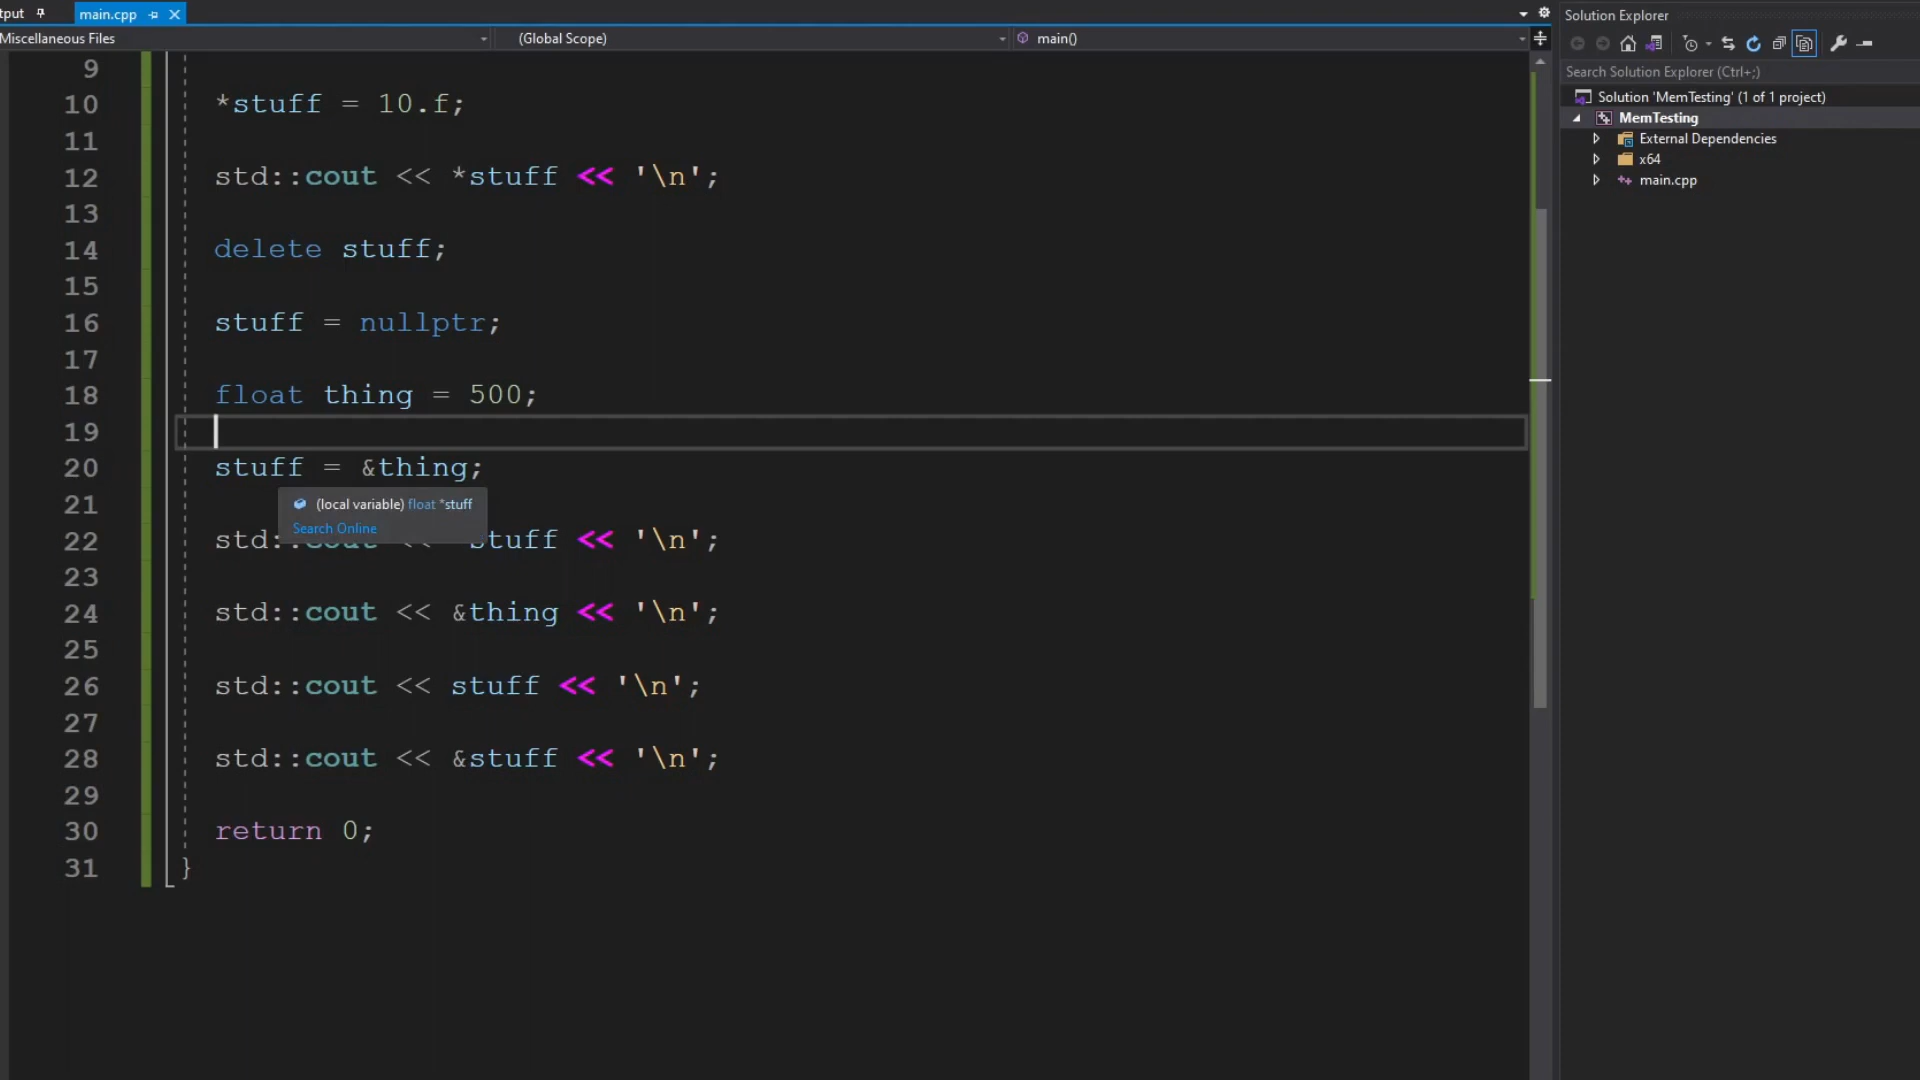 tput
main.cpp
Miscellaneous Files
(Global Scope)
main()
9
10 *stuff = 10.f;
11
12 std::cout << *stuff << '\n';
13
14 delete stuff;
15
16 stuff = nullptr;
17
18 float thing = 500;
19
20 stuff = &thing;
21
(local variable) float *stuff
Search Online
22 std::cout << stuff << '\n';
23
24 std::cout << &thing << '\n';
25
26 std::cout << stuff << '\n';
27
28 std::cout << &stuff << '\n';
29
30 return 0;
31 }
Solution Explorer
Search Solution Explorer (Ctrl+;)
Solution 'MemTesting' (1 of 1 project)
MemTesting
External Dependencies
x64
main.cpp